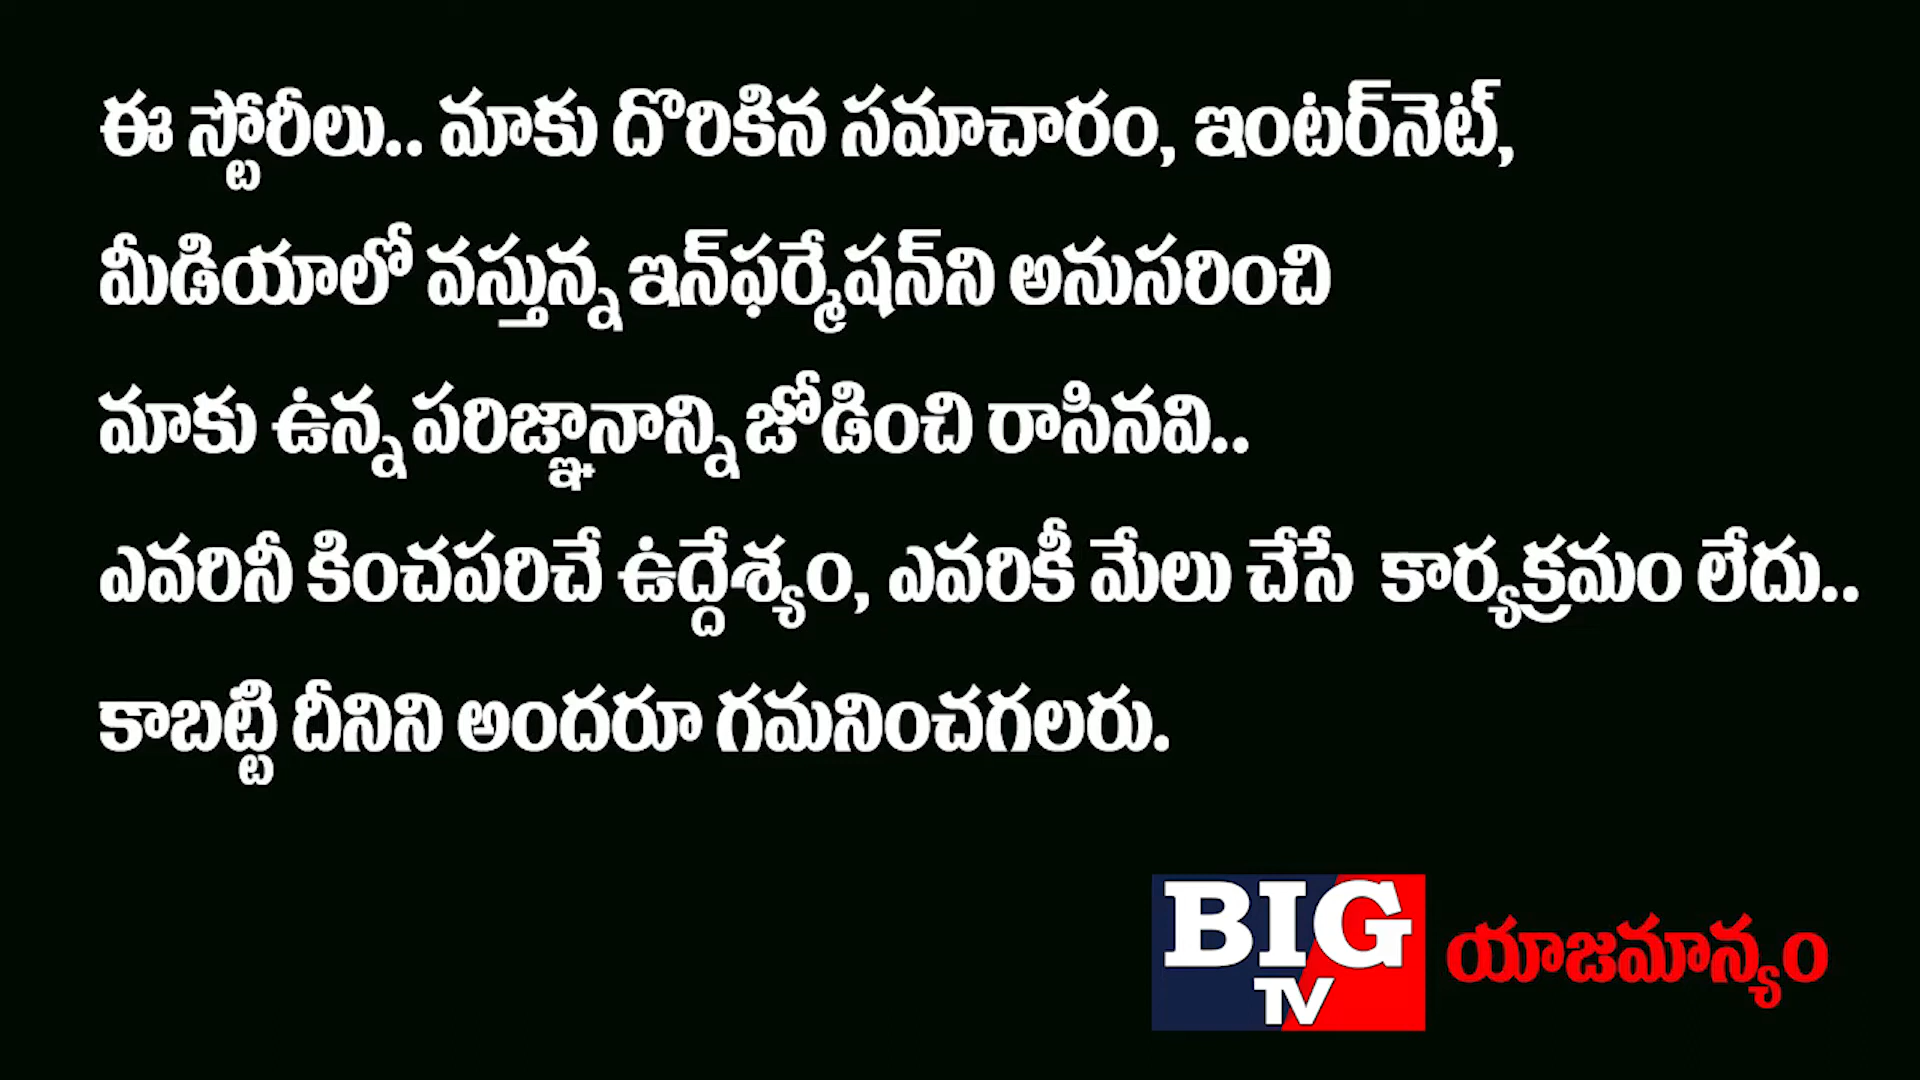 ఈ స్టోరీలు.. మాకు దొరికిన సమాచారం, ఇంటర్‌నెట్,
మీడియాలో వస్తున్న ఇన్‌ఫర్మేషన్‌ని అనుసరించి
మాకు ఉన్న పరిజ్ఞానాన్ని జోడించి రాసినవి..
ఎవరినీ కించపరిచే ఉద్దేశ్యం, ఎవరికీ మేలు చేసే కార్యక్రమం లేదు..
కాబట్టి దీనిని అందరూ గమనించగలరు.
BIG
TV
యాజమాన్యం